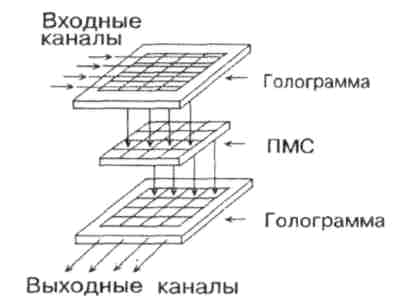 Входные
каналы
Голограмма
ПМС
Голограмма
Выходные каналы